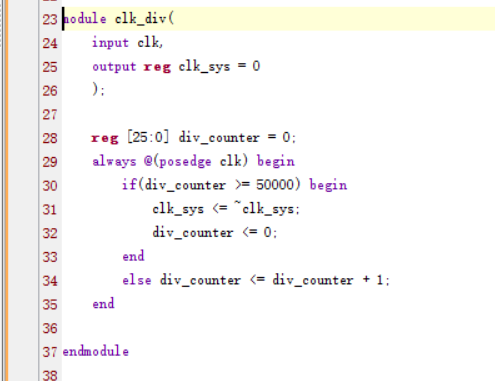 23 module clk_div(
24 input clk,
25 output reg clk_sys = 0
26 );
27
28 reg [25:0] div_counter = 0;
29 always @(posedge clk) begin
30 if(div_counter >= 50000) begin
31 clk_sys <= ~clk_sys;
32 div_counter <= 0;
33 end
34 else div_counter <= div_counter + 1;
35 end
36
37 endmodule
38